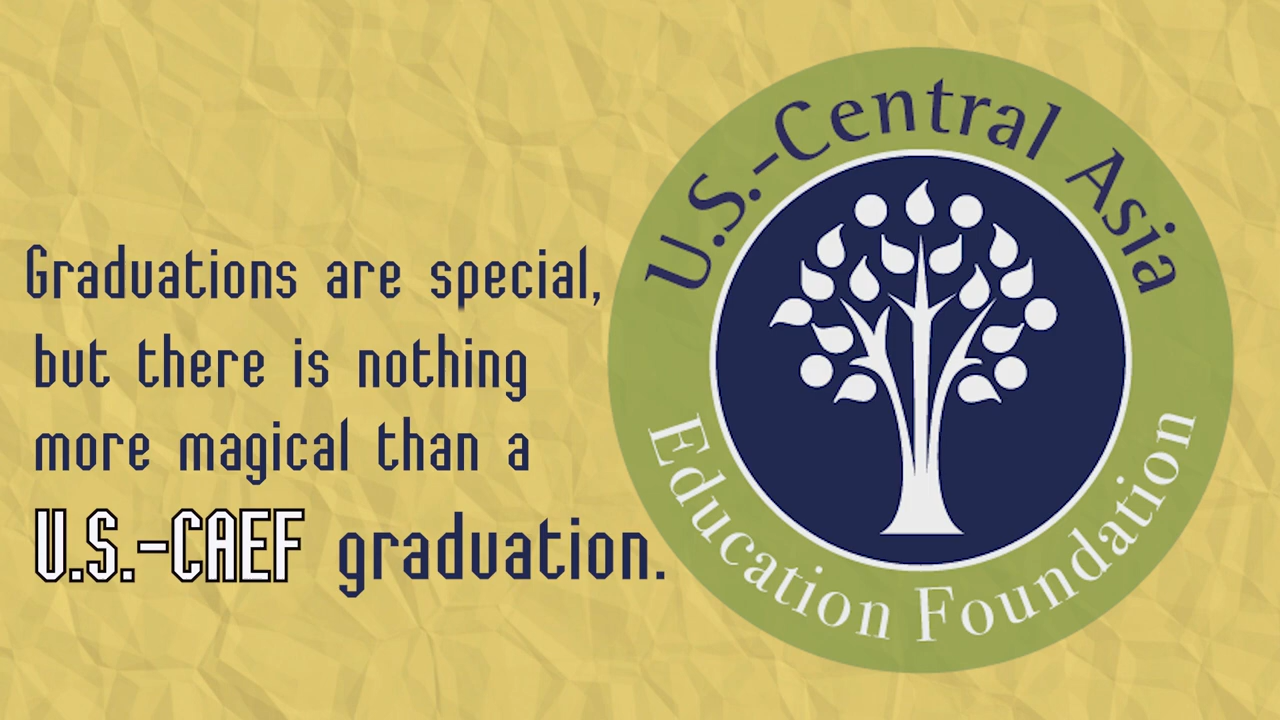 Graduations are special,
but there is nothing
more magical than a
U.S.-CAEF graduation.
U.S.-Central Asia
Education Foundation